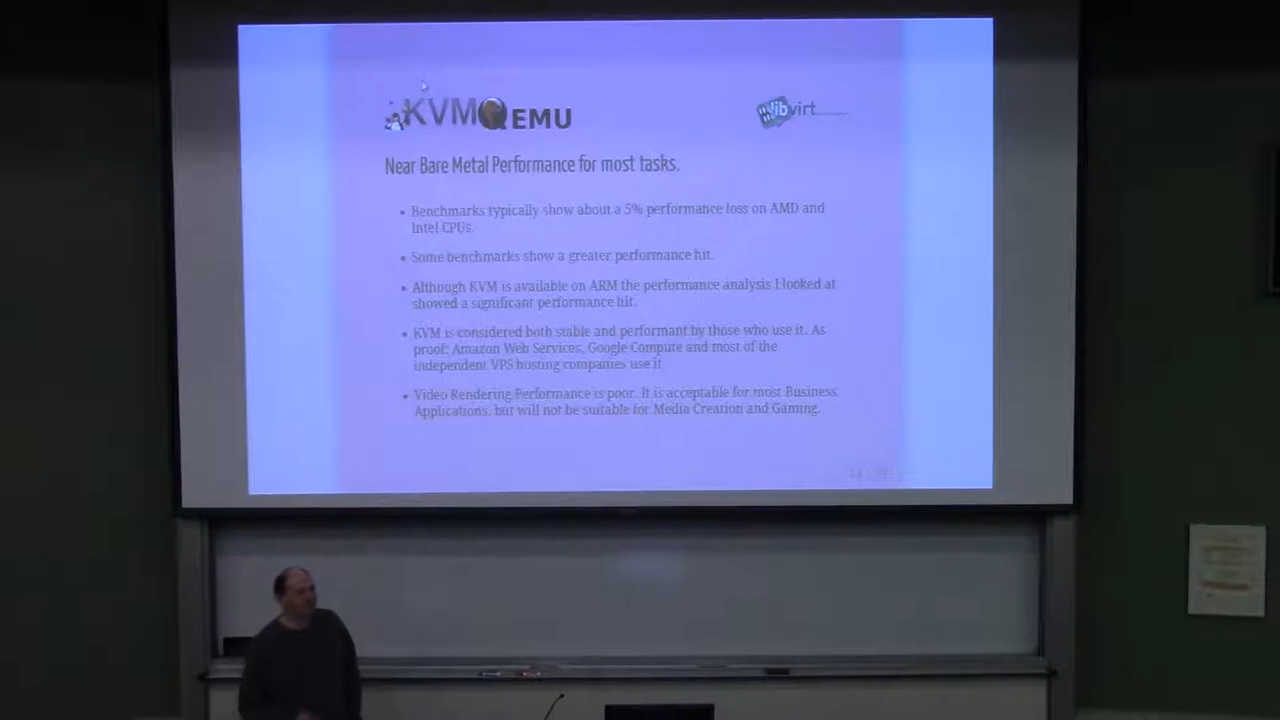 KVM QEMU
libvirt
Near Bare Metal Performance for most tasks.
• Benchmarks typically show about a 5% performance loss on AMD and
Intel CPUs.
• Some benchmarks show a greater performance hit.
• Although KVM is available on ARM the performance analysis I looked at
showed a significant performance hit.
• KVM is considered both stable and performant by those who use it. As
proof: Amazon Web Services, Google Compute and most of the
independent VPS hosting companies use it
• Video Rendering Performance is poor. It is acceptable for most Business
Applications, but will not be suitable for Media Creation and Gaming.